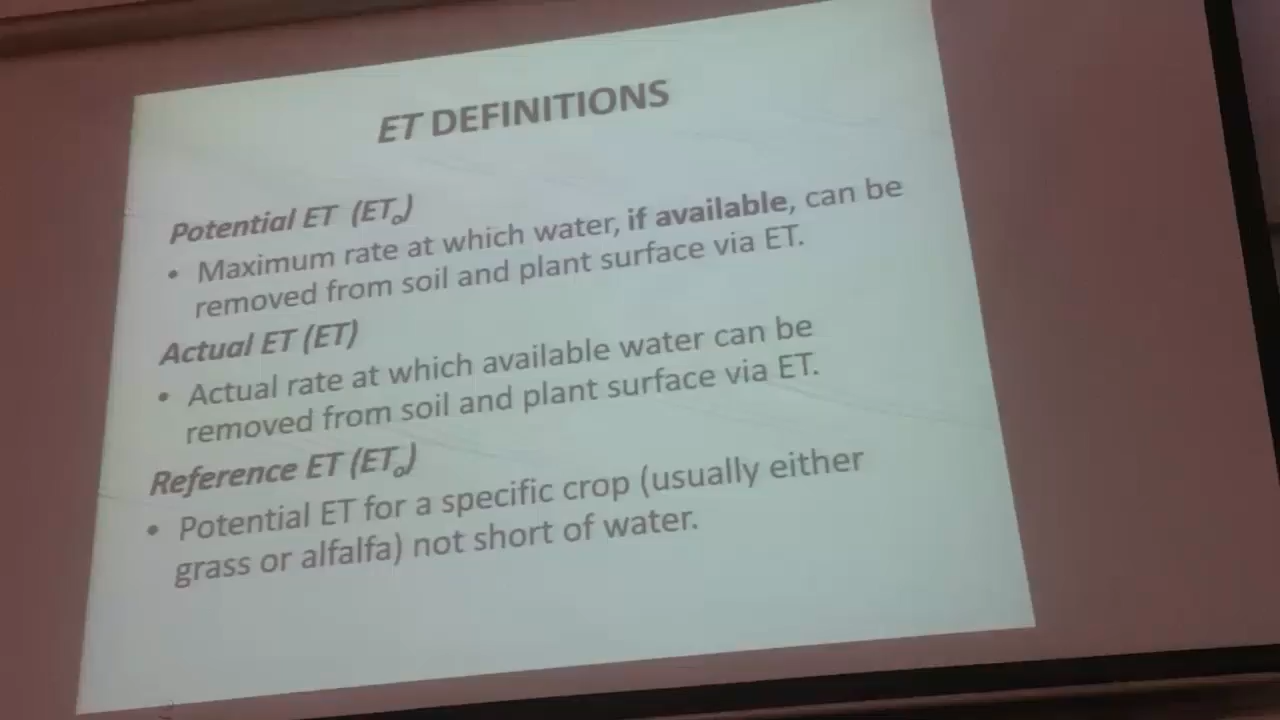 ET DEFINITIONS
Potential ET (ETo)
• Maximum rate at which water, if available, can be
removed from soil and plant surface via ET.
Actual ET (ET)
• Actual rate at which available water can be
removed from soil and plant surface via ET.
Reference ET (ETo)
• Potential ET for a specific crop (usually either
grass or alfalfa) not short of water.